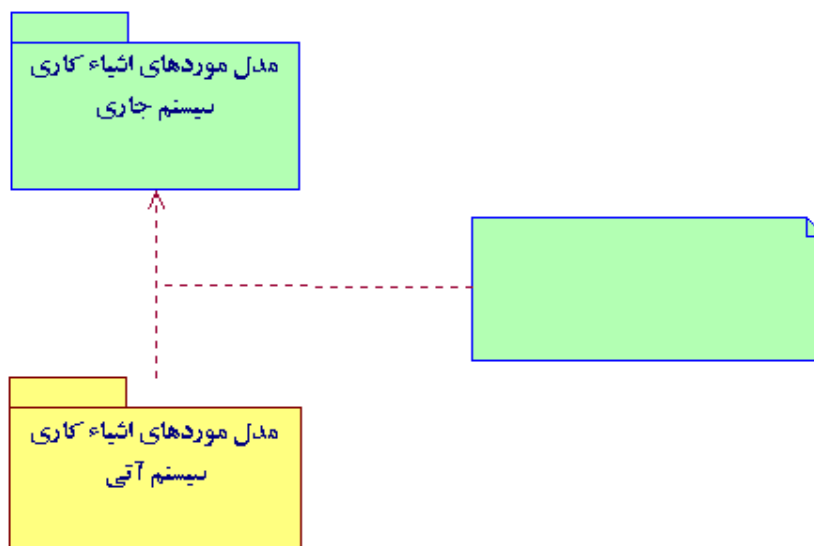 مدل موردهای اشیاء کاری
سیستم جاری
مدل موردهای اشیاء کاری
سیستم آتی